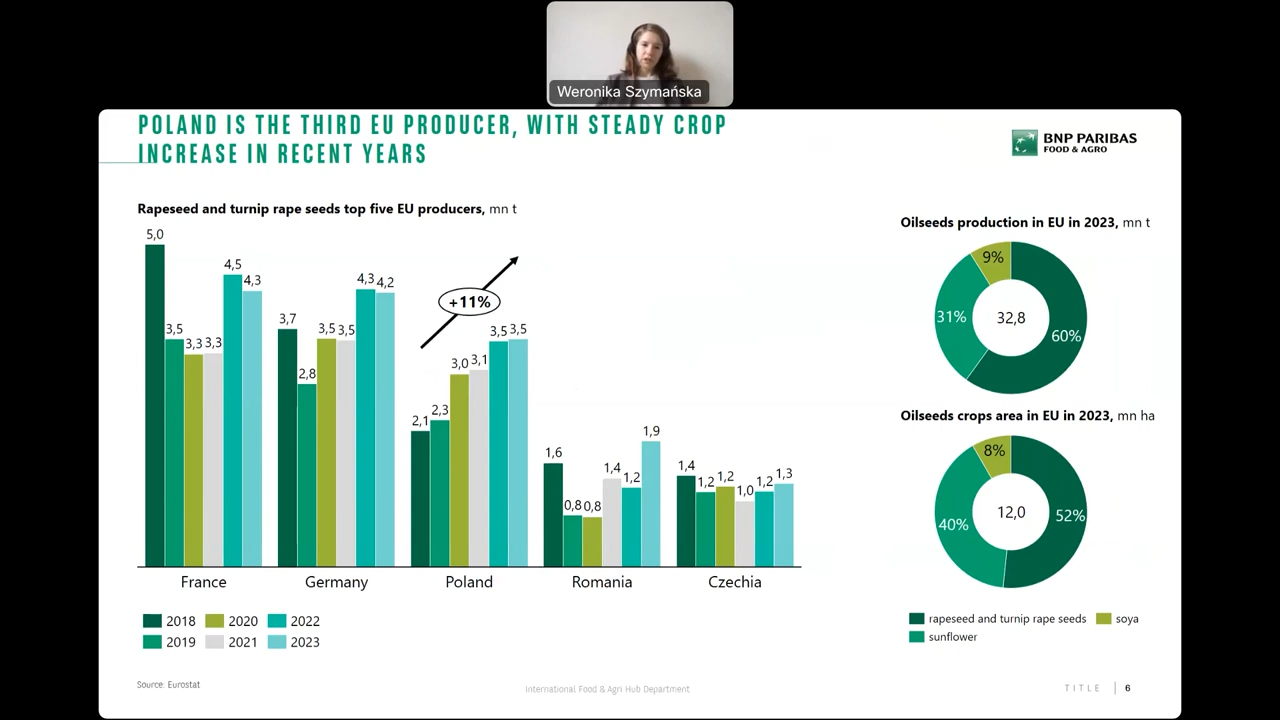 Weronika Szymańska
POLAND IS THE THIRD EU PRODUCER, WITH STEADY CROP
INCREASE IN RECENT YEARS
BNP PARIBAS
FOOD & AGRO
Rapeseed and turnip rape seeds top five EU producers, mn t
5,0
3,5
3,3
3,3
4,5
4,3
3,7
2,8
3,5
3,5
4,3
4,2
+11%
2,1
2,3
3,0
3,1
3,5
3,5
1,6
0,8
0,8
1,4
1,2
1,9
1,4
1,2
1,2
1,0
1,2
1,3
France
Germany
Poland
Romania
Czechia
2018
2020
2022
2019
2021
2023
Oilseeds production in EU in 2023, mn t
9%
31%
32,8
60%
Oilseeds crops area in EU in 2023, mn ha
8%
40%
12,0
52%
rapeseed and turnip rape seeds
soya
sunflower
Source: Eurostat
International Food & Agri Hub Department
TITLE
6